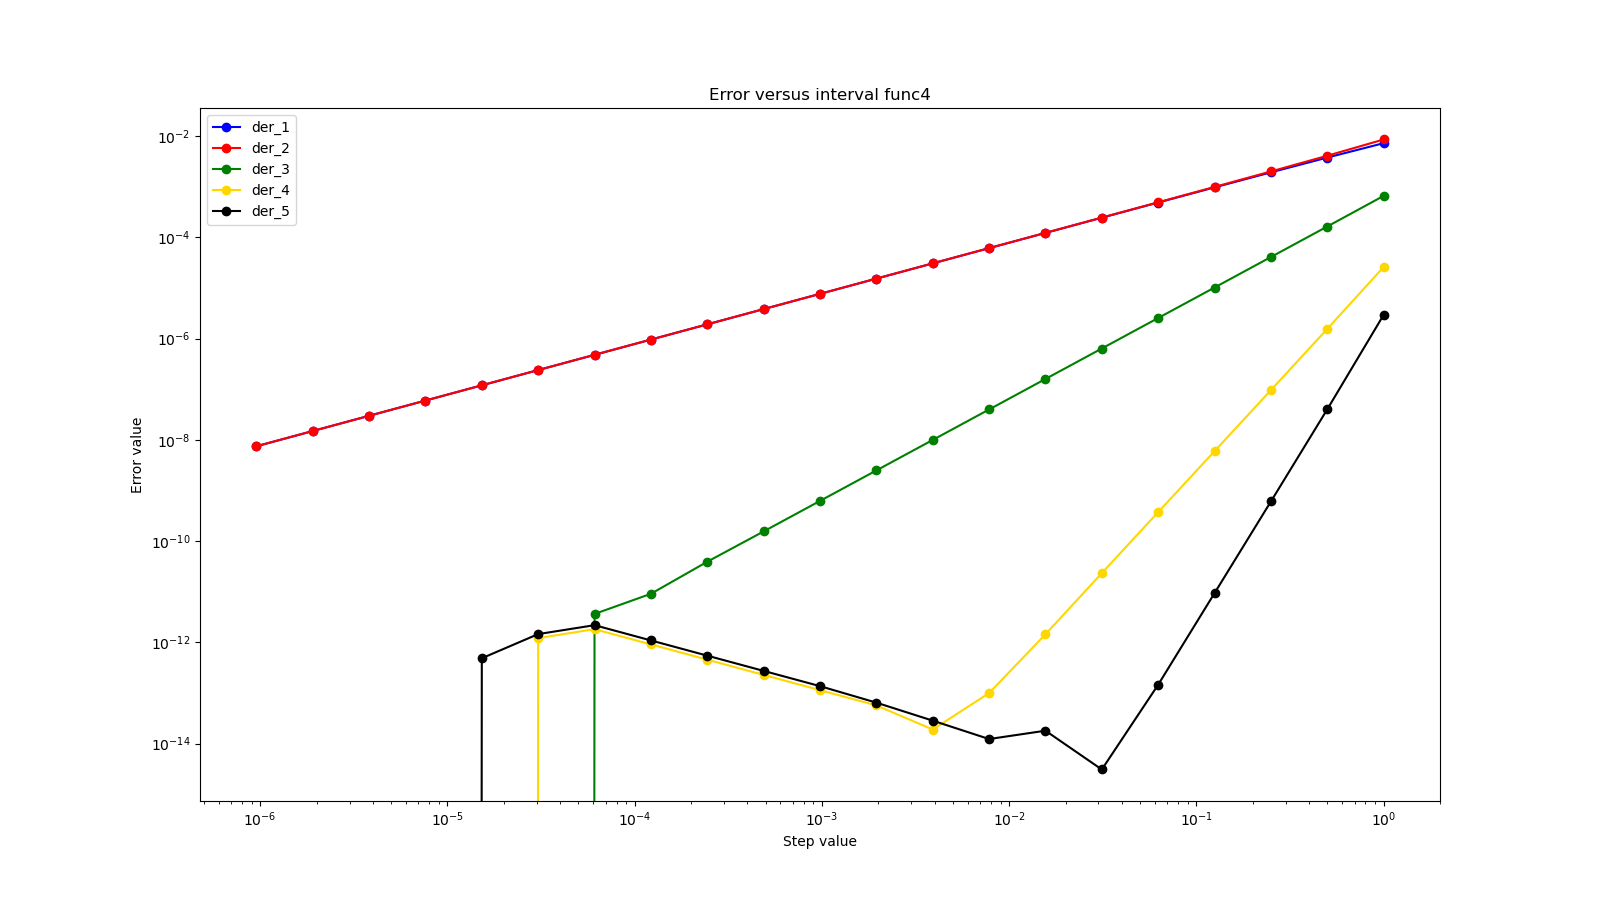 Error versus interval func4
der_1
der_2
der_3
der_4
der_5
Error value
10⁻²
10⁻⁴
10⁻⁶
10⁻⁸
10⁻¹⁰
10⁻¹²
10⁻¹⁴
10⁻⁶ 10⁻⁵ 10⁻⁴ 10⁻³ 10⁻² 10⁻¹ 10⁰
Step value